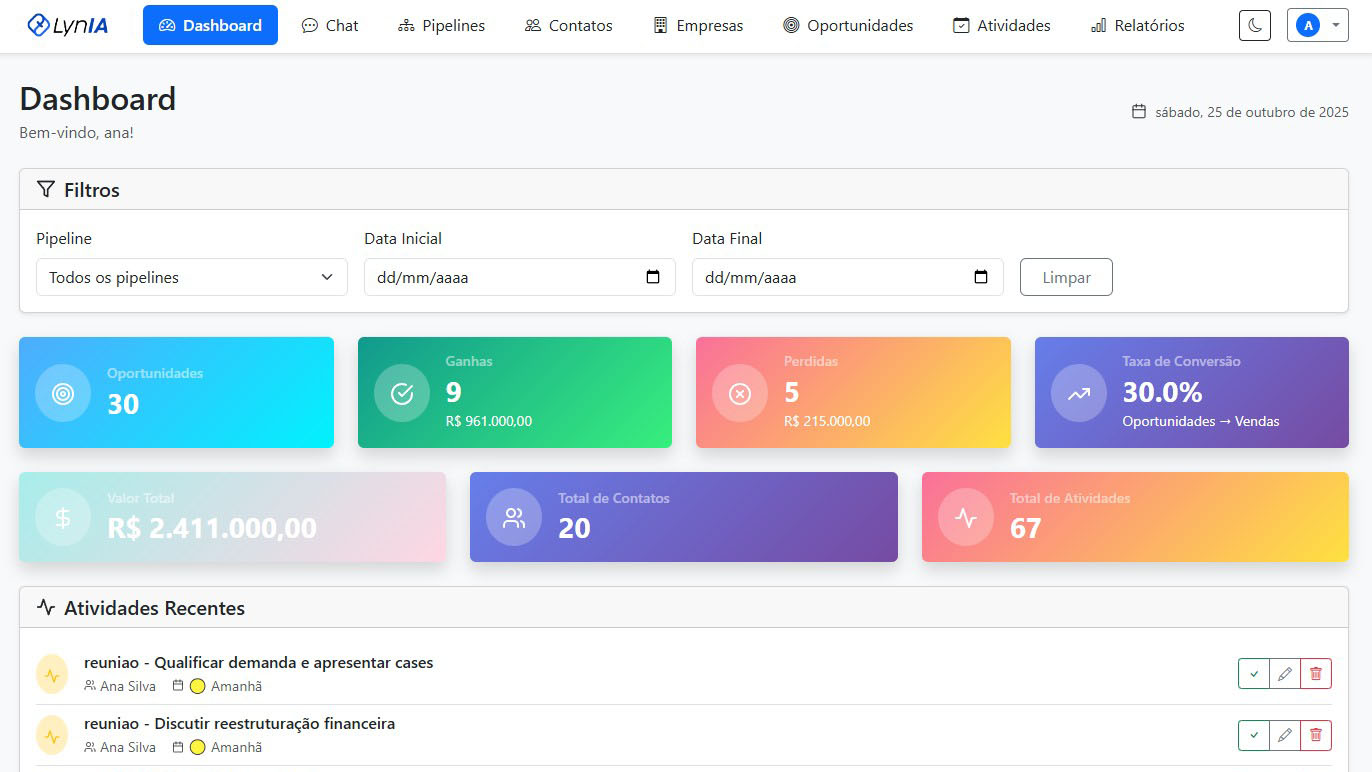 LynIA Dashboard Chat Pipelines Contatos Empresas Oportunidades Atividades Relatórios A
Dashboard
Bem-vindo, ana!
sábado, 25 de outubro de 2025
Filtros
Pipeline Data Inicial Data Final
Todos os pipelines dd/mm/aaaa dd/mm/aaaa Limpar
Oportunidades
30
Ganhas
9
R$ 961.000,00
Perdidas
5
R$ 215.000,00
Taxa de Conversão
30.0%
Oportunidades → Vendas
Valor Total
R$ 2.411.000,00
Total de Contatos
20
Total de Atividades
67
Atividades Recentes
reuniao - Qualificar demanda e apresentar cases
Ana Silva Amanhã
reuniao - Discutir reestruturação financeira
Ana Silva Amanhã